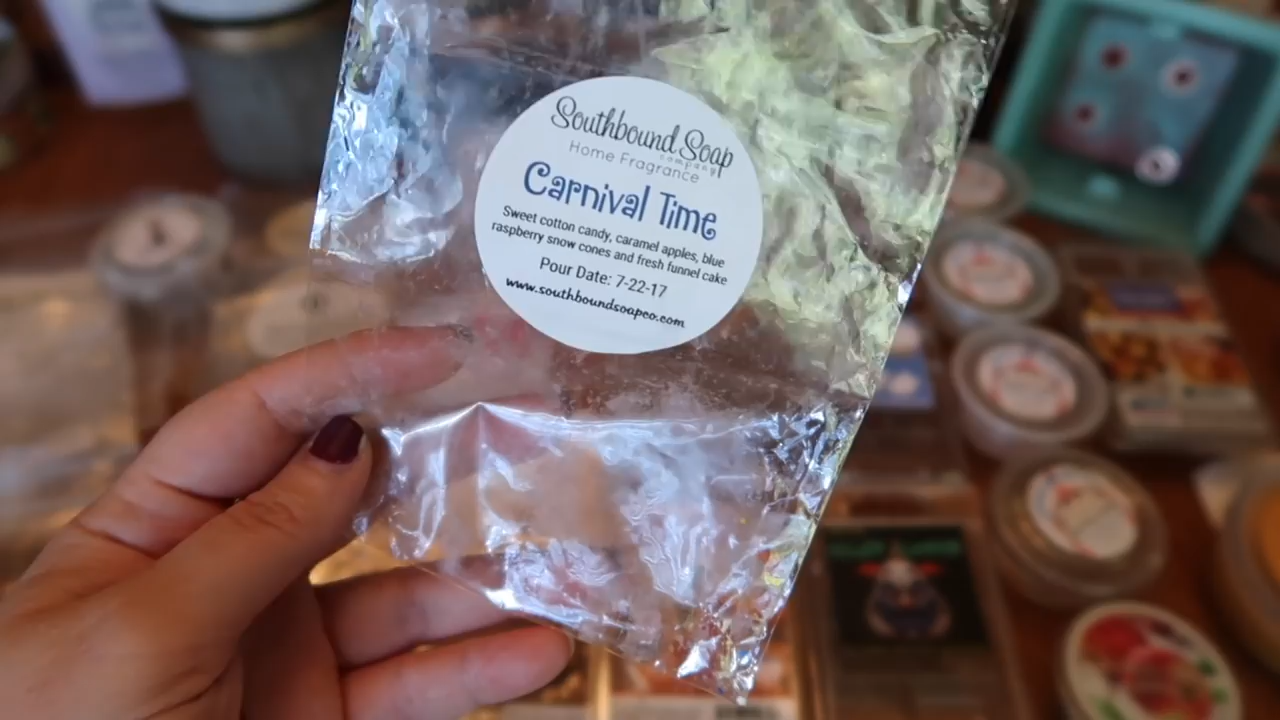 Southbound Soap
company
Home Fragrance
Carnival Time
Sweet cotton candy, caramel apples, blue
raspberry snow cones and fresh funnel cake
Pour Date: 7-22-17
www.southboundsoapco.com